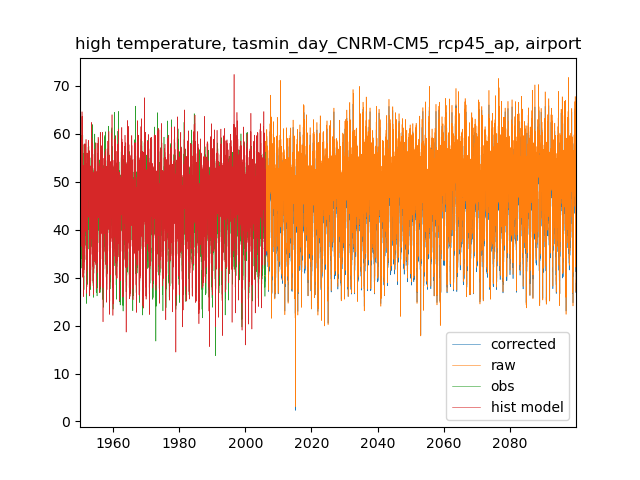 high temperature, tasmin_day_CNRM-CM5_rcp45_ap, airport
70
60
50
40
30
20
10
0
1960 1980 2000 2020 2040 2060 2080
corrected
raw
obs
hist model